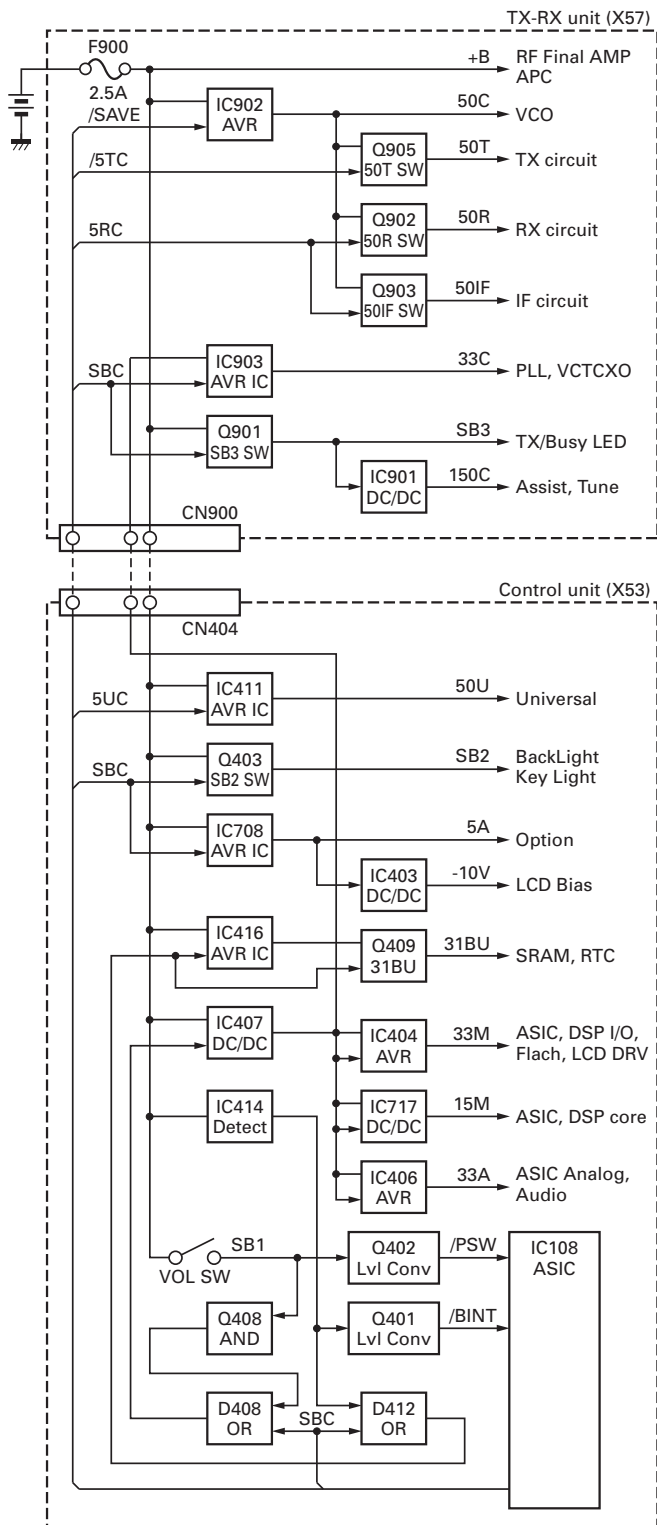 TX-RX unit (X57)
F900
2.5A
+B
RF Final AMP
APC
/SAVE
IC902
AVR
50C
VCO
/5TC
Q905
50T SW
50T
TX circuit
5RC
Q902
50R SW
50R
RX circuit
Q903
50IF SW
50IF
IF circuit
SBC
IC903
AVR IC
33C
PLL, VCTCXO
Q901
SB3 SW
SB3
TX/Busy LED
IC901
DC/DC
150C
Assist, Tune
CN900
CN404
Control unit (X53)
5UC
IC411
AVR IC
50U
Universal
SBC
Q403
SB2 SW
SB2
BackLight
Key Light
IC708
AVR IC
5A
Option
IC403
DC/DC
-10V
LCD Bias
IC416
AVR IC
Q409
31BU
31BU
SRAM, RTC
IC407
DC/DC
IC404
AVR
33M
ASIC, DSP I/O,
Flach, LCD DRV
IC414
Detect
IC717
DC/DC
15M
ASIC, DSP core
IC406
AVR
33A
ASIC Analog,
Audio
VOL SW
SB1
Q402
Lvl Conv
/PSW
IC108
ASIC
Q408
AND
Q401
Lvl Conv
/BINT
D408
OR
SBC
D412
OR